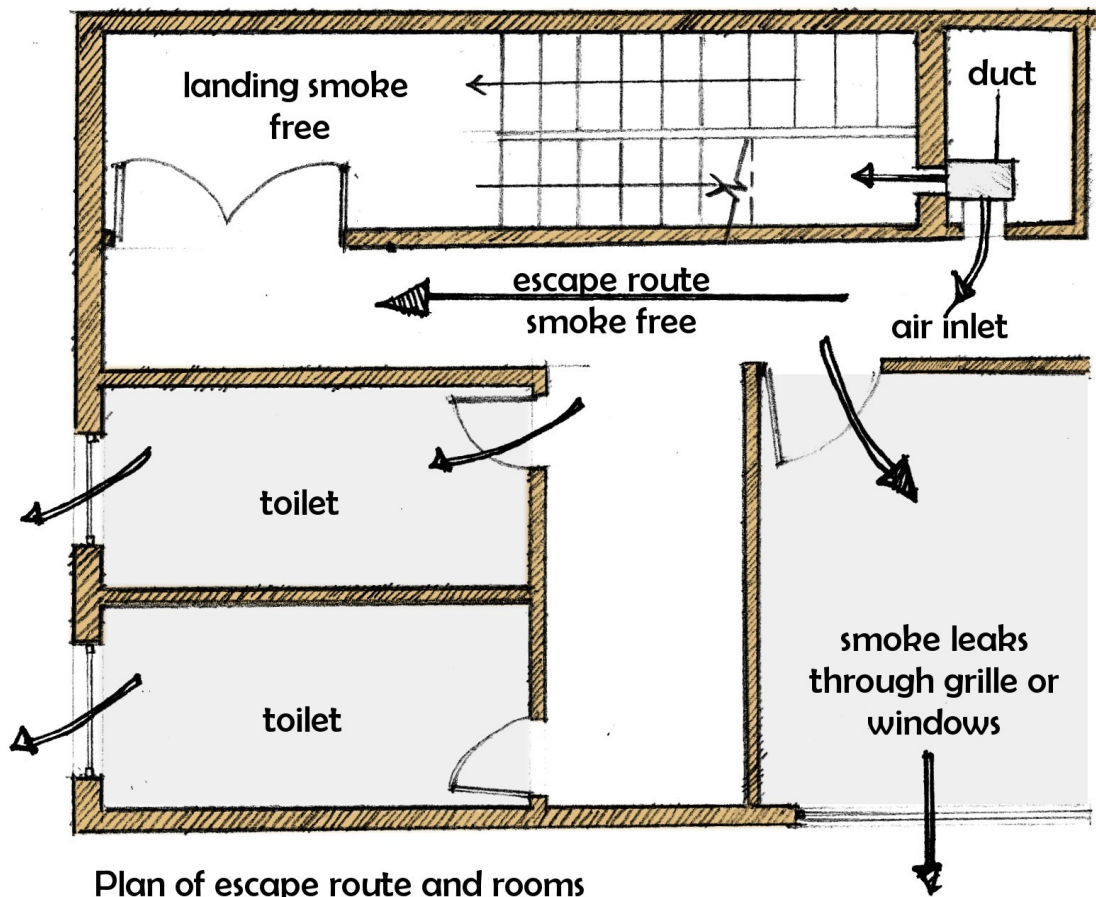 landing smoke
free
duct
escape route
smoke free
air inlet
toilet
toilet
smoke leaks
through grille or
windows
Plan of escape route and rooms